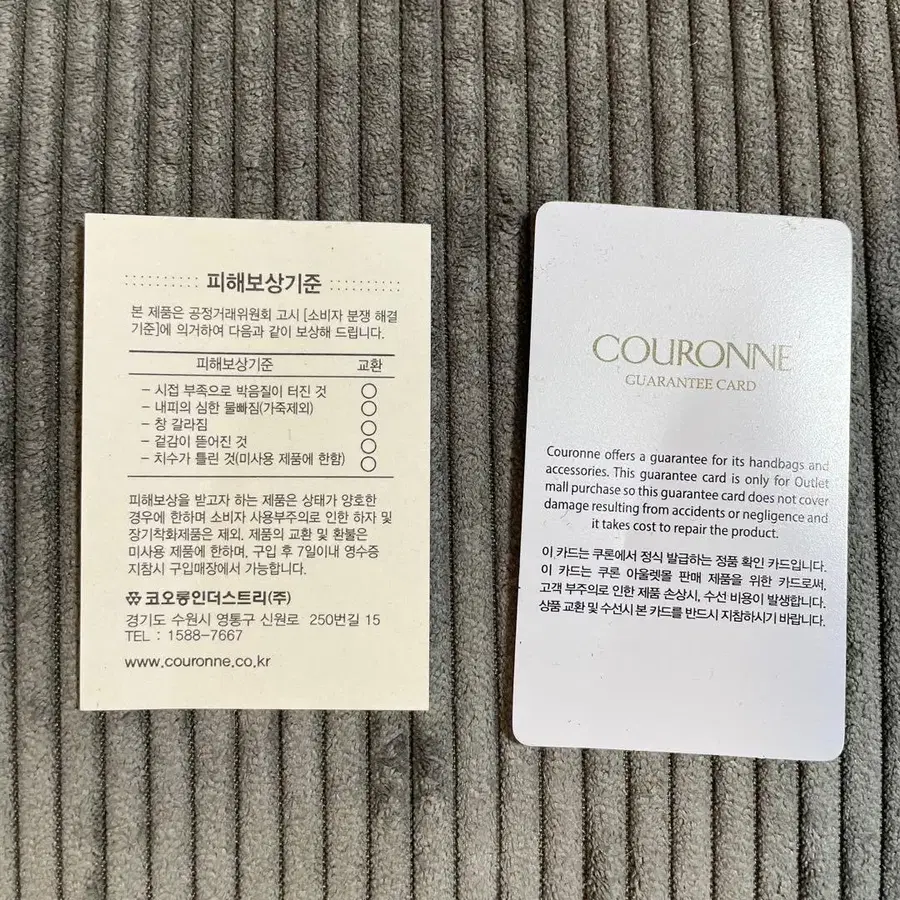 피해보상기준
본 제품은 공정거래위원회 고시 [소비자 분쟁 해결
기준]에 의거하여 다음과 같이 보상해 드립니다.
피해보상기준 교환
- 시접 부족으로 박음질이 터진 것 ○
- 내피의 심한 물빠짐(가죽제외) ○
- 창 갈라짐 ○
- 겉감이 뜯어진 것 ○
- 치수가 틀린 것(미사용 제품에 한함) ○
피해보상을 받고자 하는 제품은 상태가 양호한
경우에 한하며 소비자 사용부주의로 인한 하자 및
장기착화제품은 제외, 제품의 교환 및 환불은
미사용 제품에 한하며, 구입 후 7일이내 영수증
지참시 구입매장에서 가능합니다.
코오롱인더스트리(주)
경기도 수원시 영통구 신원로 250번길 15
TEL : 1588-7667
www.couronne.co.kr
COURONNE
GUARANTEE CARD
Couronne offers a guarantee for its handbags and
accessories. This guarantee card is only for Outlet
mall purchase so this guarantee card does not cover
damage resulting from accidents or negligence and
it takes cost to repair the product.
이 카드는 쿠론에서 정식 발급하는 정품 확인 카드입니다.
이 카드는 쿠론 아울렛몰 판매 제품을 위한 카드로써,
고객 부주의로 인한 제품 손상시, 수선 비용이 발생합니다.
상품 교환 및 수선시 본 카드를 반드시 지참하시기 바랍니다.